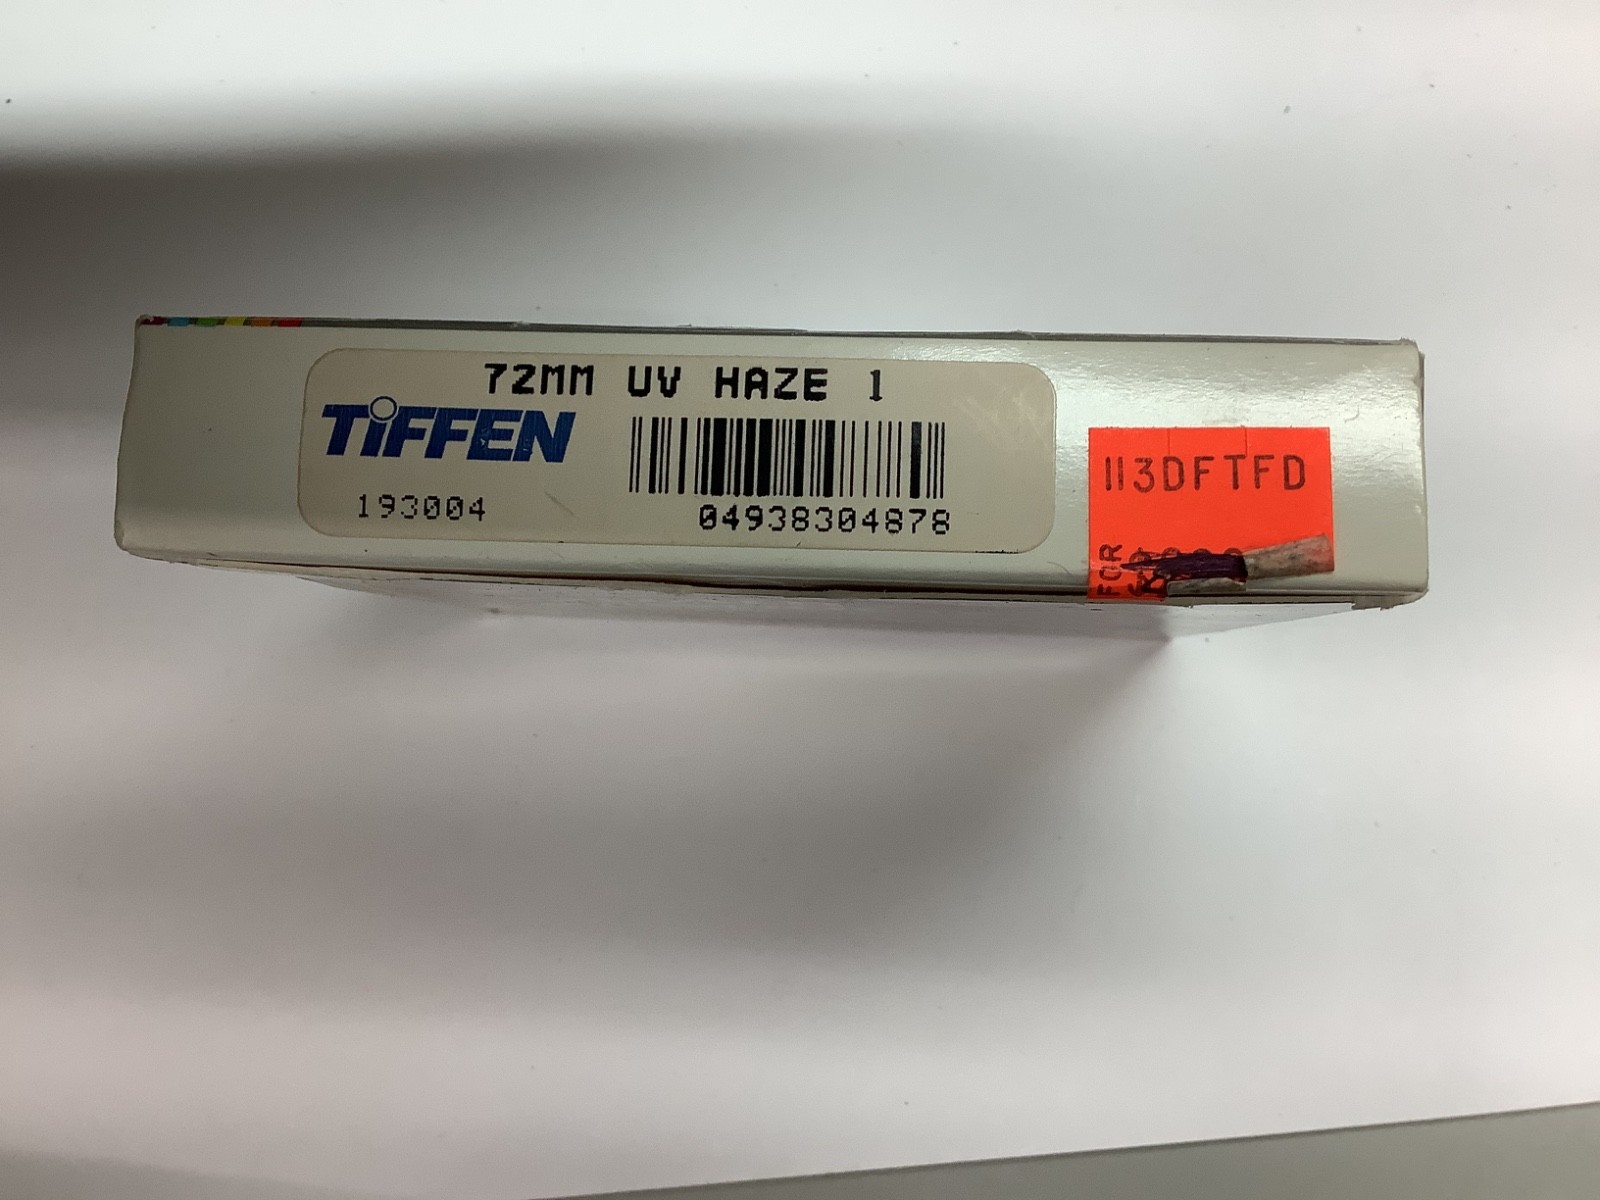 72MM UV HAZE 1
TiFFEN
193004
04938304878
113DFTFD
FOR